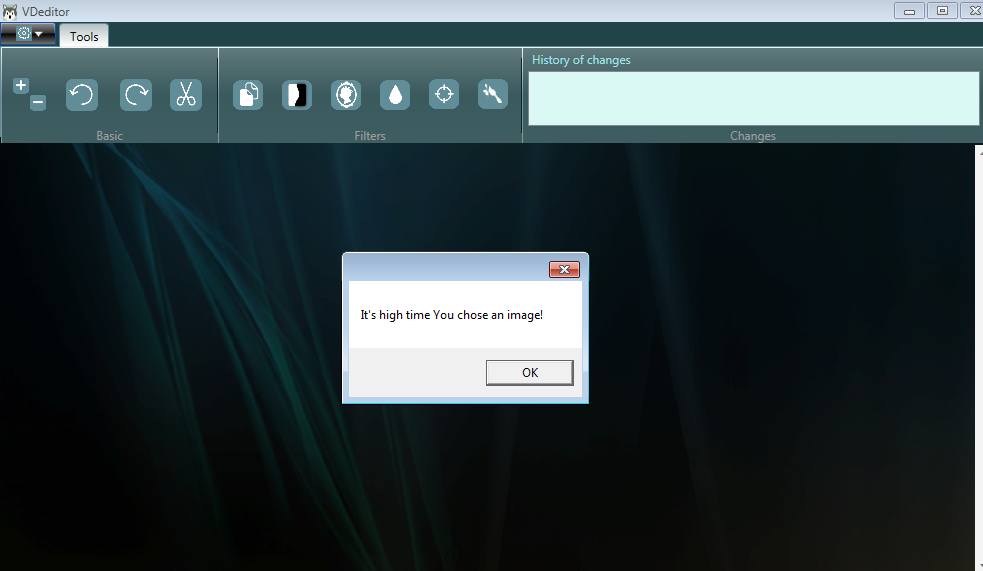 VDeditor
Tools
History of changes
Basic
Filters
Changes
It's high time You chose an image!
OK